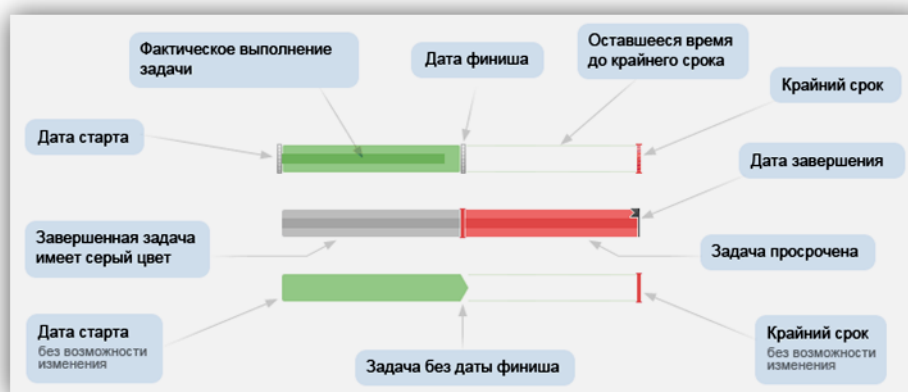 Фактическое выполнение
задачи
Дата финиша
Оставшееся время
до крайнего срока
Крайний срок
Дата старта
Дата завершения
Завершенная задача
имеет серый цвет
Задача просрочена
Дата старта
без возможности
изменения
Задача без даты финиша
Крайний срок
без возможности
изменения